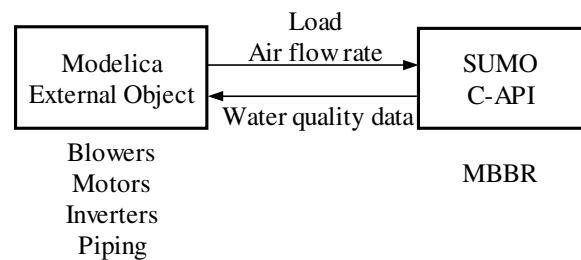 Load
Air flow rate
Modelica
External Object
SUMO
C-API
Water quality data
Blowers
Motors
Inverters
Piping
MBBR